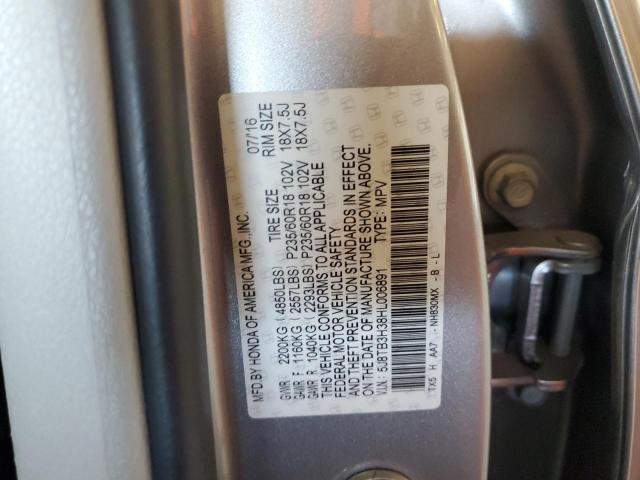 MFD.BY HONDA OF AMERICA MFG.,INC. 07/'16
TIRE SIZE RIM SIZE
GVWR 2200KG (4850LBS)
GAWR F 1160KG (2557LBS) P235/60R18 102V 18X7.5J
GAWR R 1040KG (2293LBS) P235/60R18 102V 18X7.5J
THIS VEHICLE CONFORMS TO ALL APPLICABLE
FEDERAL MOTOR VEHICLE SAFETY
AND THEFT PREVENTION STANDARDS IN EFFECT
ON THE DATE OF MANUFACTURE SHOWN ABOVE.
V.I.N.: 5J8TB3H38HL006891 TYPE: MPV
TX5 H AA7 - NH830MX - B - L